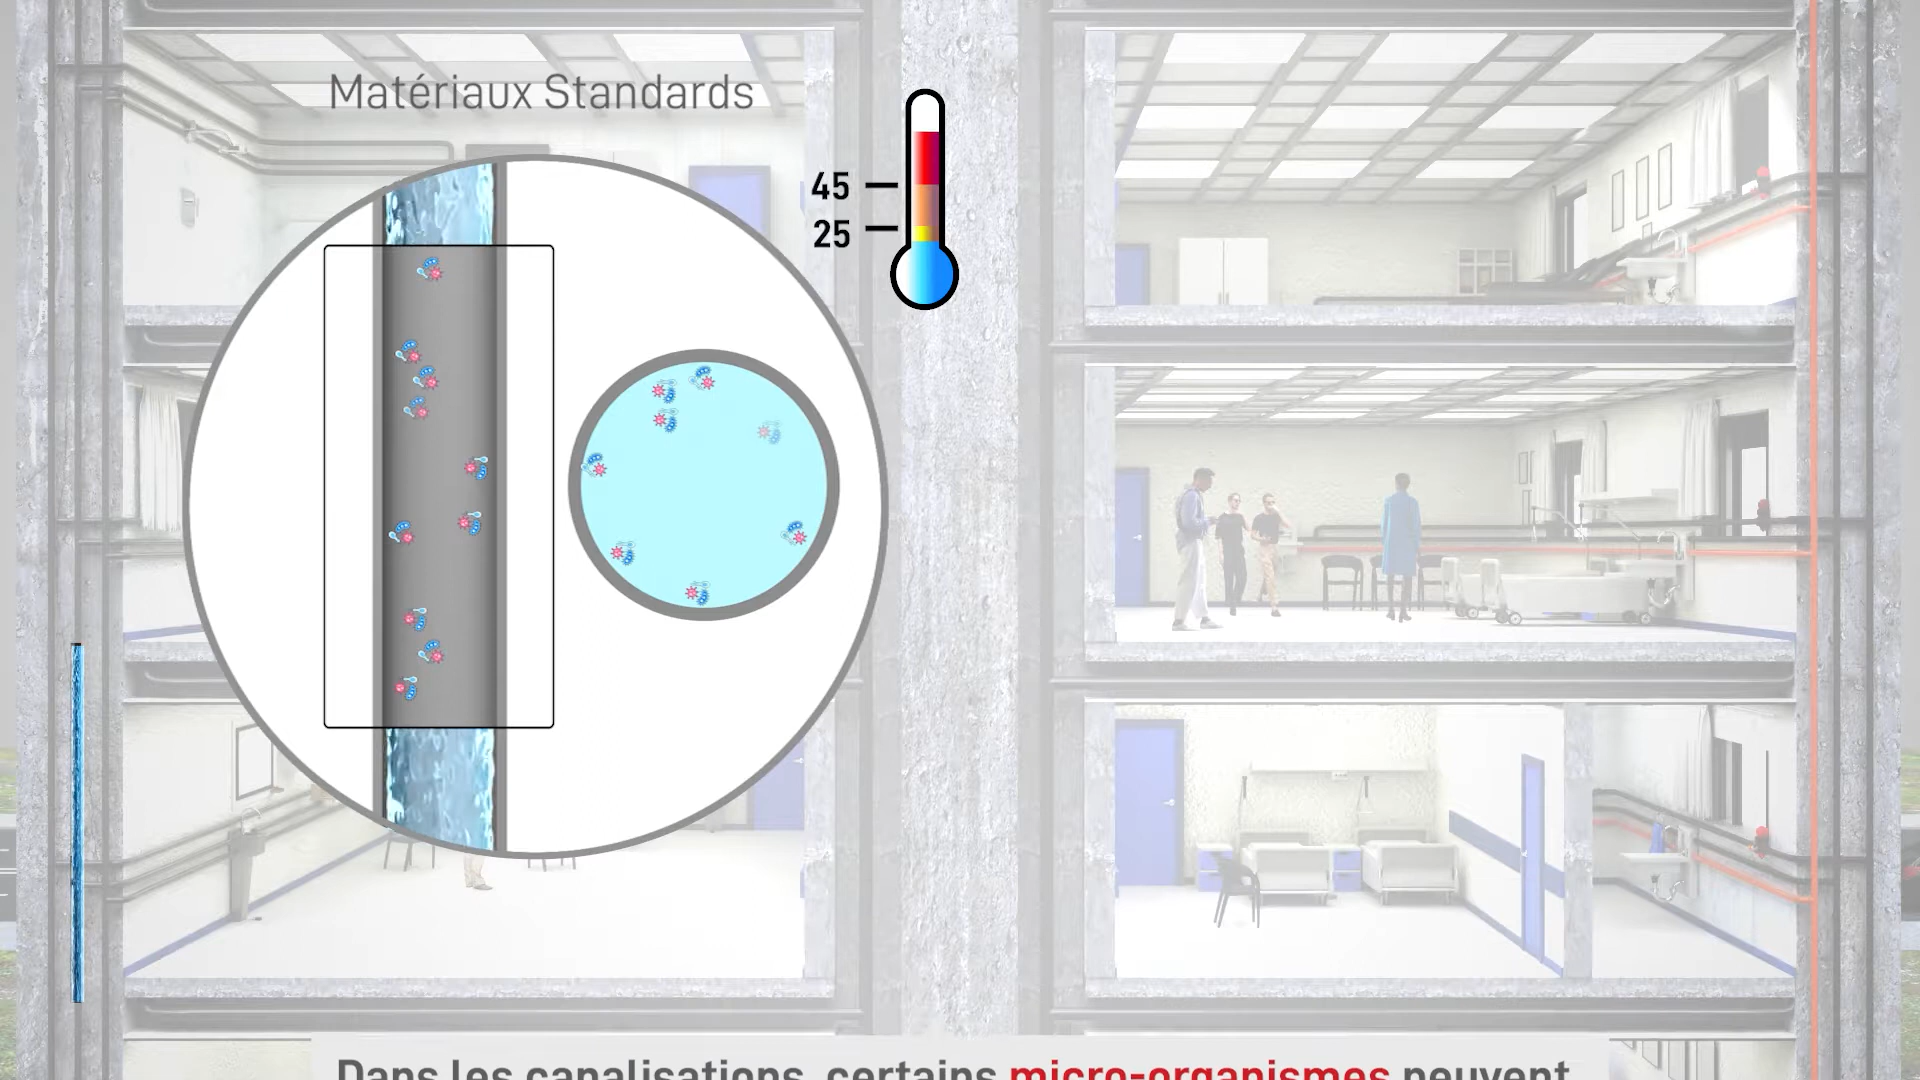 Matériaux Standards
45
25
Dans les canalisations, certains micro-organismes peuvent